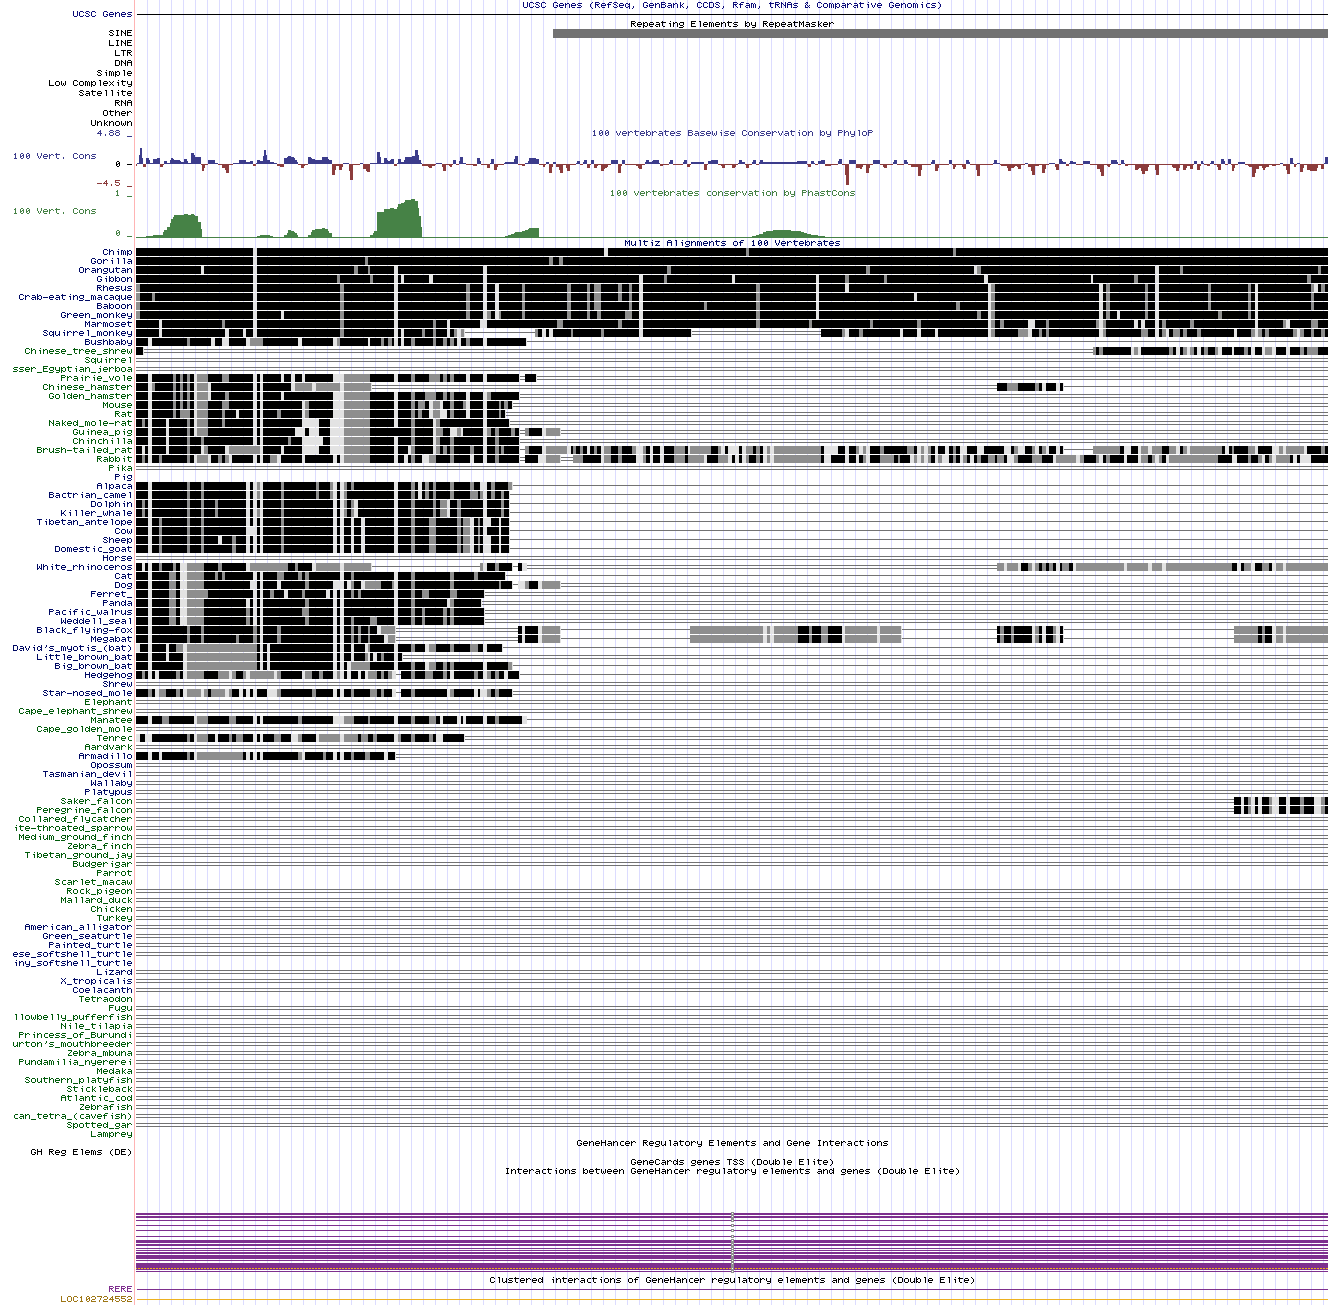 UCSC Genes (RefSeq, GenBank, CCDS, Rfam, tRNAs & Comparative Genomics)
UCSC Genes
Repeating Elements by RepeatMasker
SINE
LINE
LTR
DNA
Simple
Low Complexity
Satellite
RNA
Other
Unknown
4.88 _
100 vertebrates Basewise Conservation by PhyloP
100 Vert. Cons
0 _
-4.5 _
100 vertebrates conservation by PhastCons
1 _
100 Vert. Cons
0 _
Multiz Alignments of 100 Vertebrates
Chimp
Gorilla
Orangutan
Gibbon
Rhesus
Crab-eating_macaque
Baboon
Green_monkey
Marmoset
Squirrel_monkey
Bushbaby
Chinese_tree_shrew
Squirrel
sser_Egyptian_jerboa
Prairie_vole
Chinese_hamster
Golden_hamster
Mouse
Rat
Naked_mole-rat
Guinea_pig
Chinchilla
Brush-tailed_rat
Rabbit
Pika
Pig
Alpaca
Bactrian_camel
Dolphin
Killer_whale
Tibetan_antelope
Cow
Sheep
Domestic_goat
Horse
White_rhinoceros
Cat
Dog
Ferret_
Panda
Pacific_walrus
Weddell_seal
Black_flying-fox
Megabat
David's_myotis_(bat)
Little_brown_bat
Big_brown_bat
Hedgehog
Shrew
Star-nosed_mole
Elephant
Cape_elephant_shrew
Manatee
Cape_golden_mole
Tenrec
Aardvark
Armadillo
Opossum
Tasmanian_devil
Wallaby
Platypus
Saker_falcon
Peregrine_falcon
Collared_flycatcher
ite-throated_sparrow
Medium_ground_finch
Zebra_finch
Tibetan_ground_jay
Budgerigar
Parrot
Scarlet_macaw
Rock_pigeon
Mallard_duck
Chicken
Turkey
American_alligator
Green_seaturtle
Painted_turtle
ese_softshell_turtle
iny_softshell_turtle
Lizard
X_tropicalis
Coelacanth
Tetraodon
Fugu
llowbelly_pufferfish
Nile_tilapia
Princess_of_Burundi
urton's_mouthbreeder
Zebra_mbuna
Pundamilia_nyererei
Medaka
Southern_platyfish
Stickleback
Atlantic_cod
Zebrafish
can_tetra_(cavefish)
Spotted_gar
Lamprey
GeneHancer Regulatory Elements and Gene Interactions
GH Reg Elems (DE)
GeneCards genes TSS (Double Elite)
Interactions between GeneHancer regulatory elements and genes (Double Elite)
Clustered interactions of GeneHancer regulatory elements and genes (Double Elite)
RERE
LOC102724552